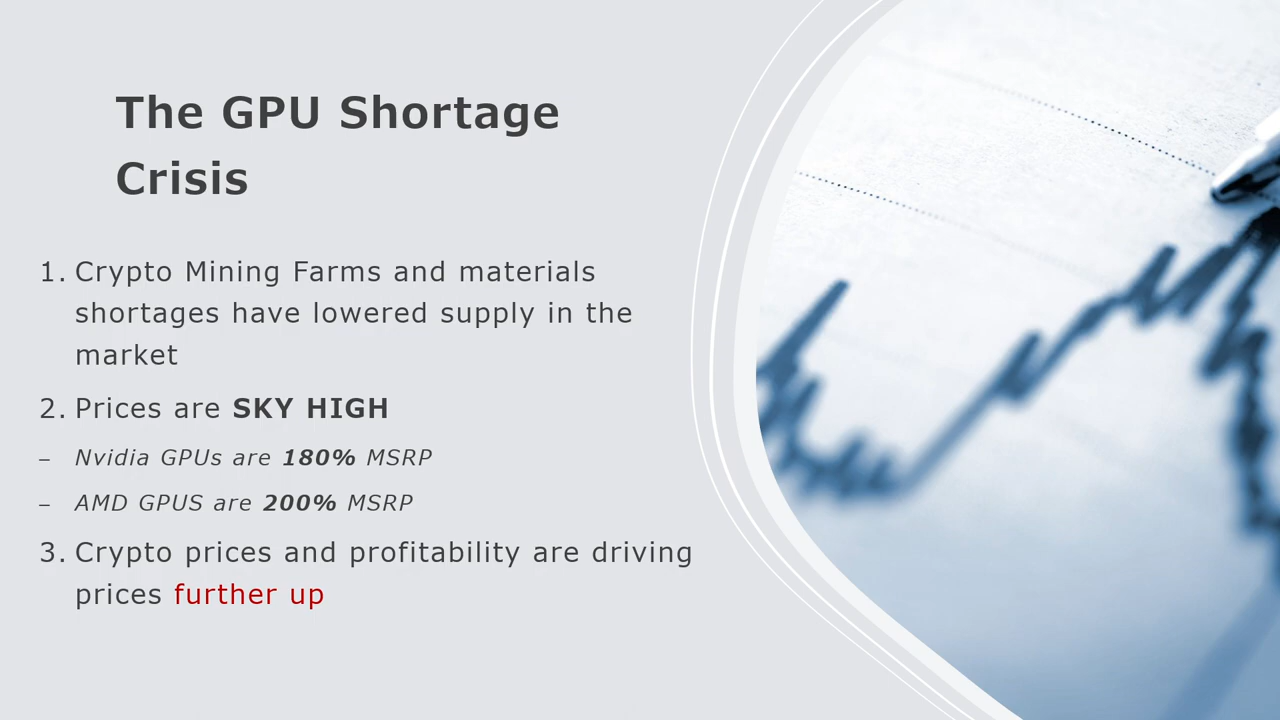 The GPU Shortage
Crisis
1. Crypto Mining Farms and materials
shortages have lowered supply in the
market
2. Prices are SKY HIGH
– Nvidia GPUs are 180% MSRP
– AMD GPUS are 200% MSRP
3. Crypto prices and profitability are driving
prices further up